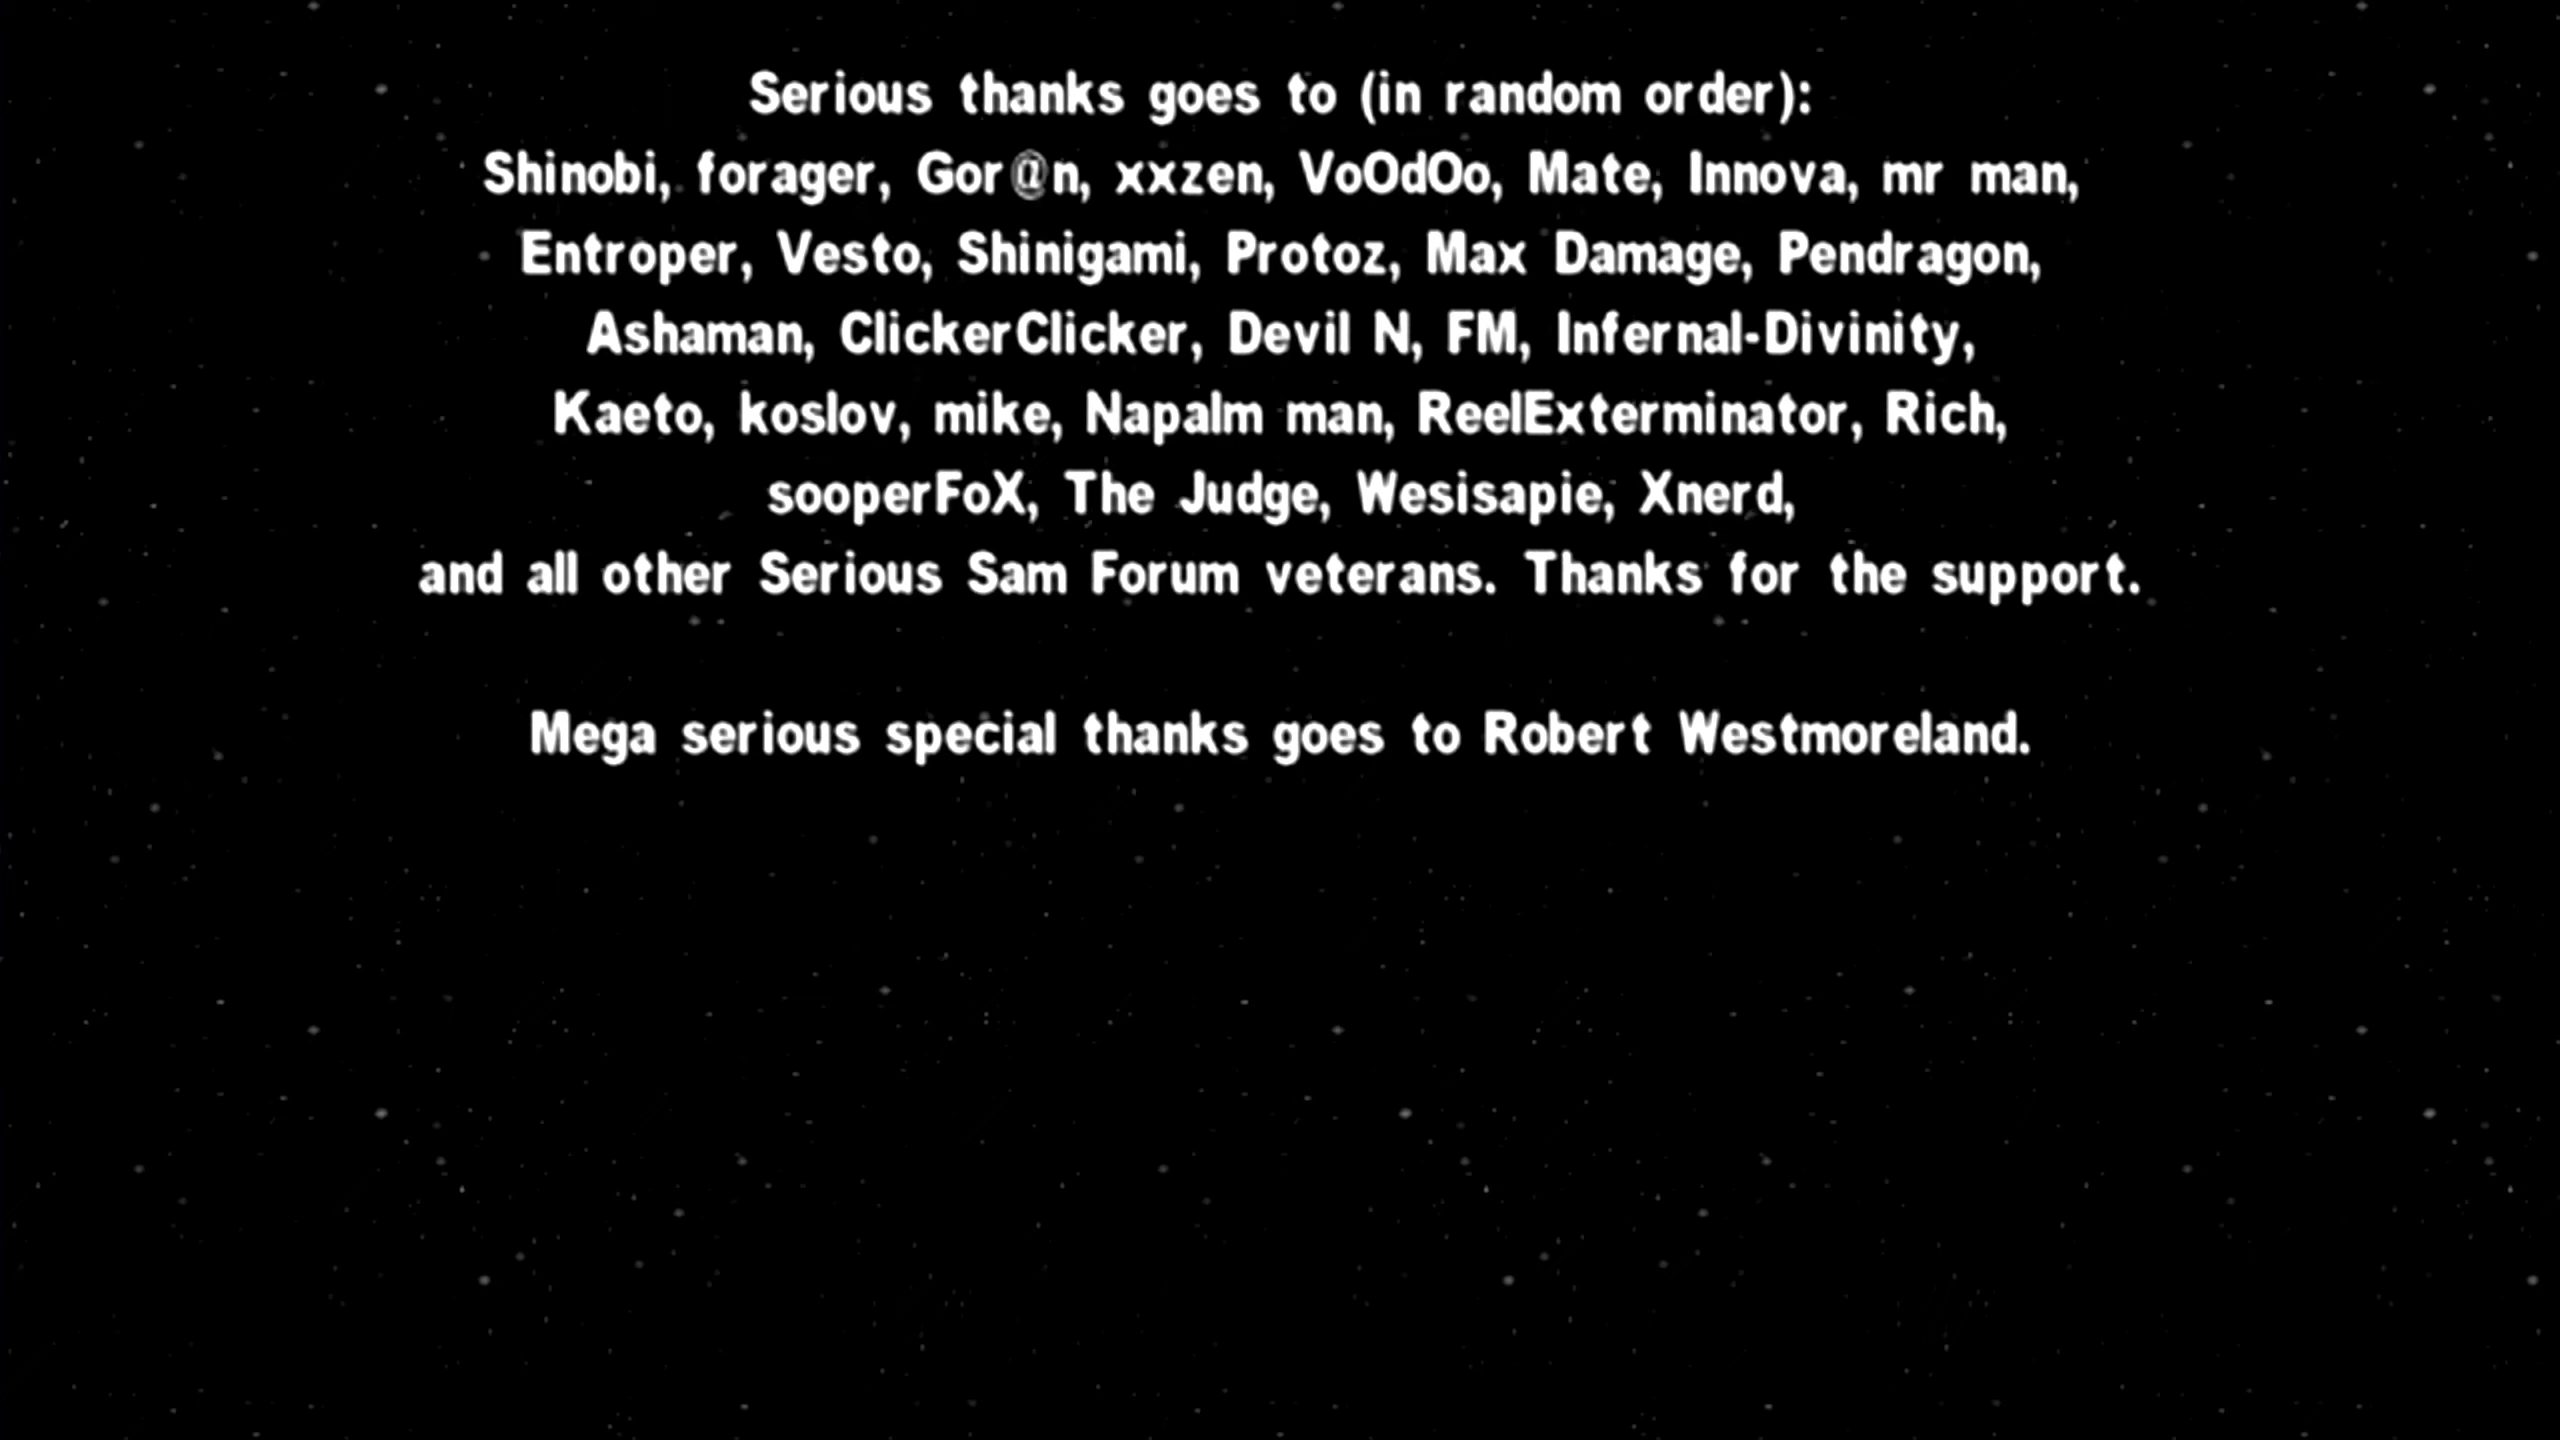 Serious thanks goes to (in random order):
Shinobi, forager, Gor@n, xxzen, VoOdOo, Mate, Innova, mr man,
Entroper, Vesto, Shinigami, Protoz, Max Damage, Pendragon,
Ashaman, ClickerClicker, Devil N, FM, Infernal-Divinity,
Kaeto, koslov, mike, Napalm man, ReelExterminator, Rich,
sooperFoX, The Judge, Wesisapie, Xnerd,
and all other Serious Sam Forum veterans. Thanks for the support.
Mega serious special thanks goes to Robert Westmoreland.